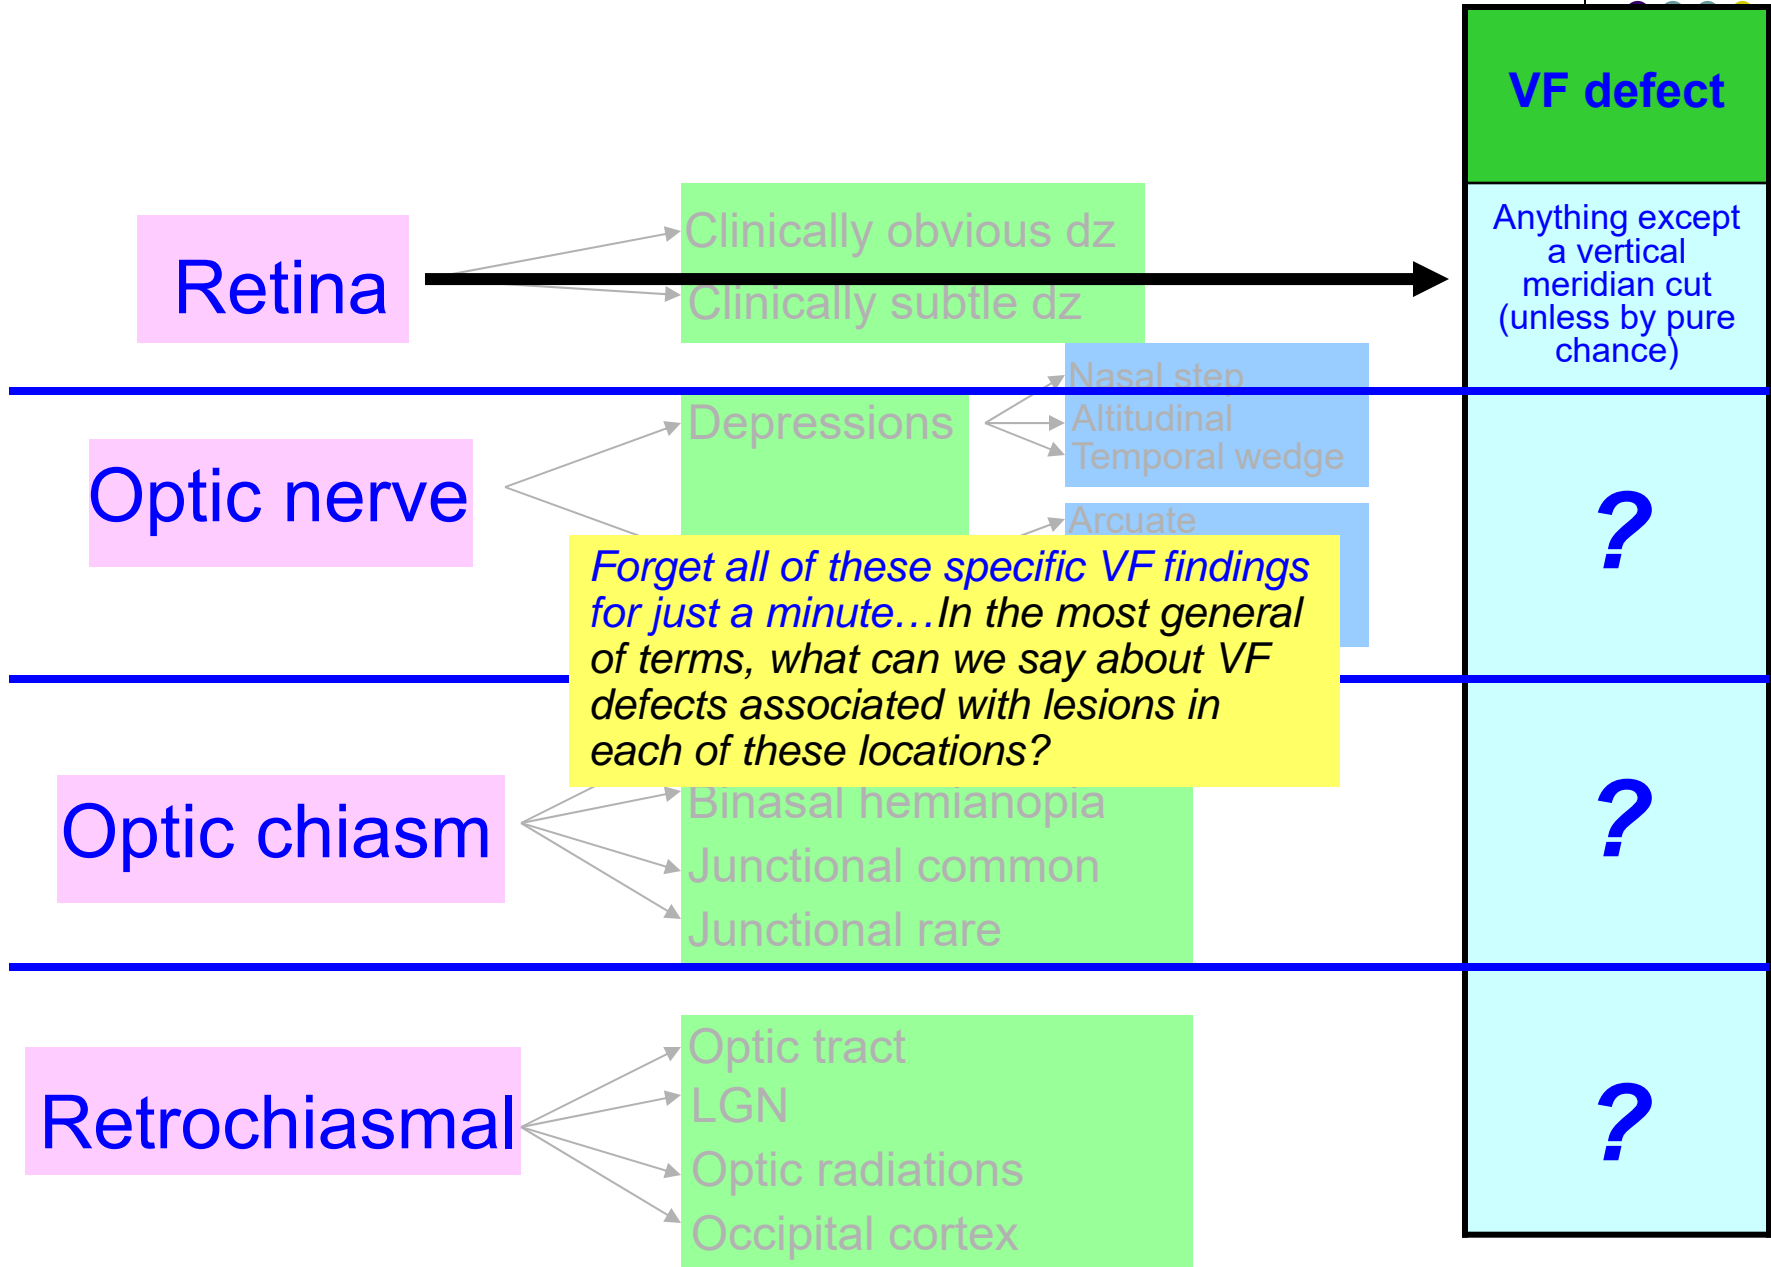 VF defect
Retina
Clinically obvious dz
Clinically subtle dz
Anything except
a vertical
meridian cut
(unless by pure
chance)
Optic nerve
Depressions
Nasal step
Altitudinal
Temporal wedge
Arcuate
?
Forget all of these specific VF findings
for just a minute…In the most general
of terms, what can we say about VF
defects associated with lesions in
each of these locations?
Optic chiasm
Binasal hemianopia
Junctional common
Junctional rare
?
Retrochiasmal
Optic tract
LGN
Optic radiations
Occipital cortex
?